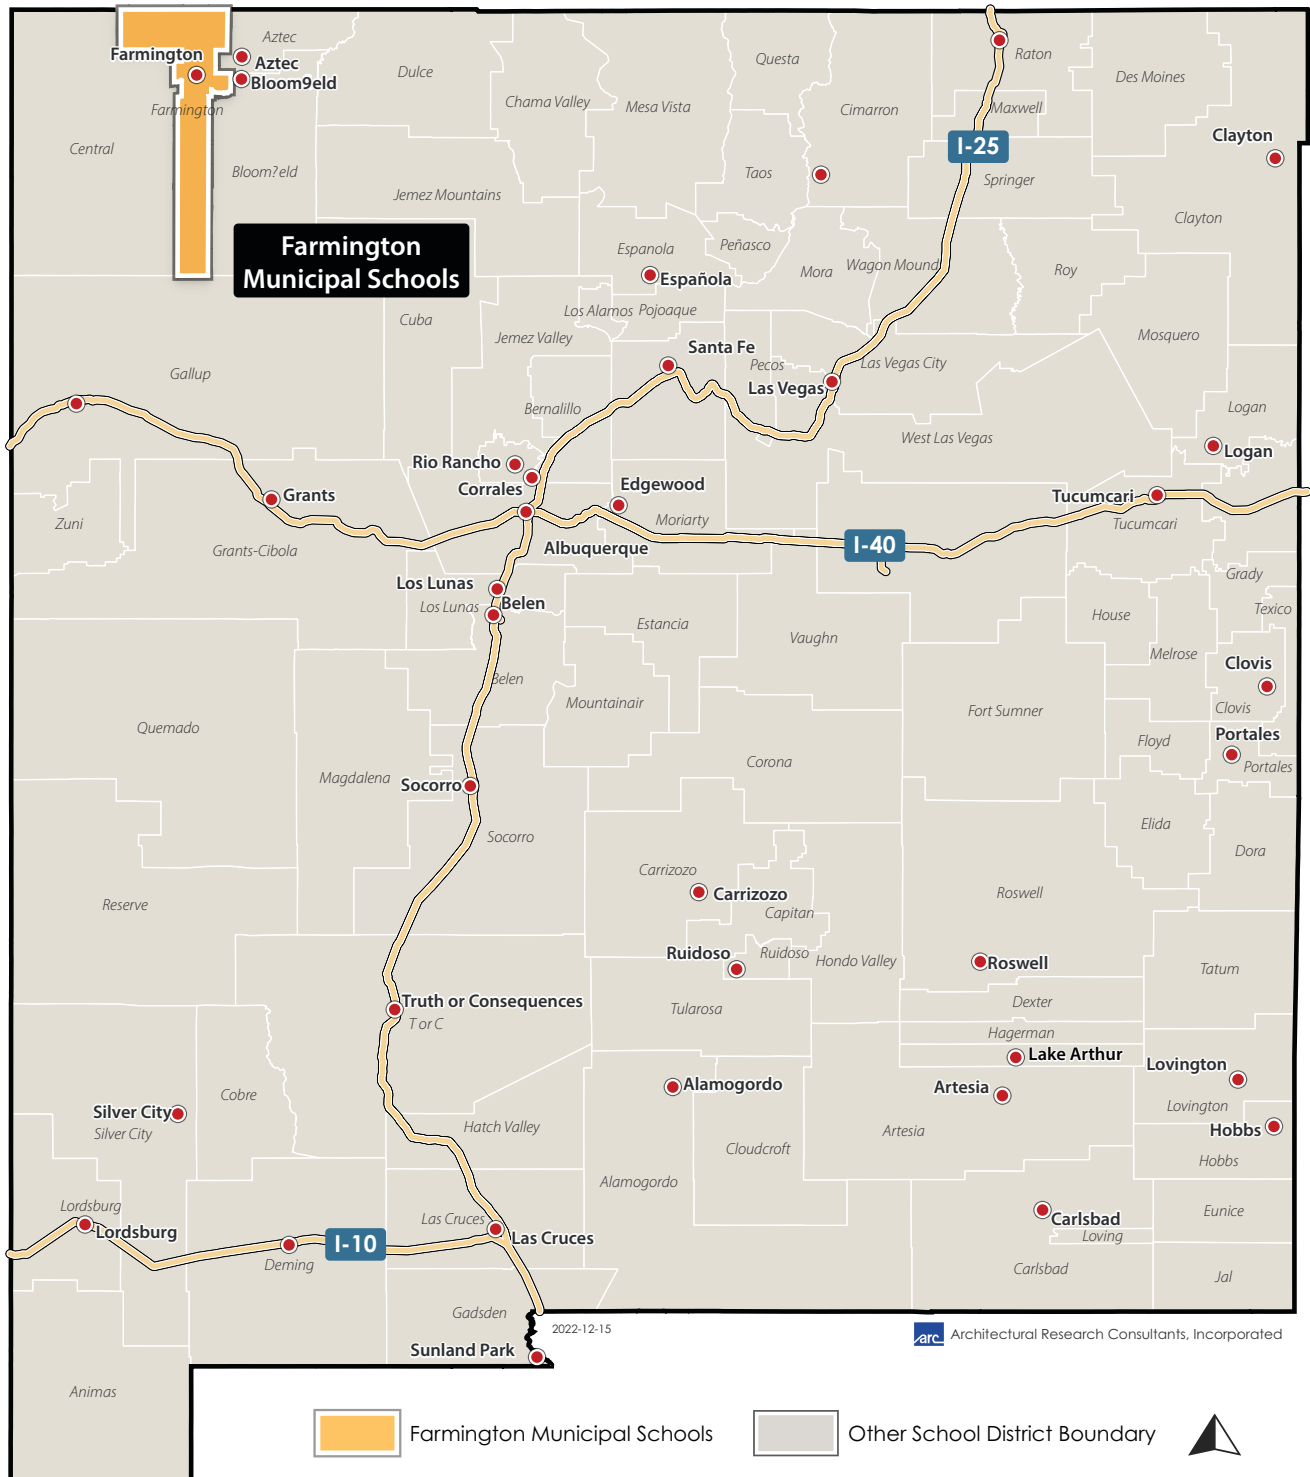 Aztec
Farmington
Aztec
Bloom9eld
Farmington
Central
Bloom?eld
Dulce
Chama Valley
Mesa Vista
Questa
Cimarron
Raton
Maxwell
Des Moines
I-25
Clayton
Taos
Springer
Jemez Mountains
Clayton
Farmington
Municipal Schools
Espanola
Peñasco
Mora
Wagon Mound
Roy
Española
Los Alamos
Pojoaque
Cuba
Jemez Valley
Mosquero
Santa Fe
Pecos
Las Vegas City
Gallup
Las Vegas
Bernalillo
Logan
West Las Vegas
Logan
Rio Rancho
Corrales
Edgewood
Grants
Tucumcari
Moriarty
Tucumcari
Zuni
Grants-Cibola
Albuquerque
I-40
Grady
Los Lunas
Los Lunas
Belen
Texico
House
Estancia
Vaughn
Melrose
Clovis
Belen
Mountainair
Fort Sumner
Clovis
Quemado
Portales
Floyd
Portales
Corona
Magdalena
Socorro
Socorro
Elida
Dora
Carrizozo
Carrizozo
Capitan
Roswell
Reserve
Ruidoso
Ruidoso
Hondo Valley
Roswell
Tatum
Truth or Consequences
T or C
Tularosa
Dexter
Hagerman
Lake Arthur
Lovington
Alamogordo
Artesia
Cobre
Silver City
Silver City
Lovington
Hobbs
Hatch Valley
Artesia
Cloudcroft
Hobbs
Alamogordo
Lordsburg
Lordsburg
Las Cruces
Las Cruces
Carlsbad
Loving
Eunice
I-10
Deming
Carlsbad
Jal
Gadsden
2022-12-15
arc
Architectural Research Consultants, Incorporated
Sunland Park
Animas
Farmington Municipal Schools
Other School District Boundary